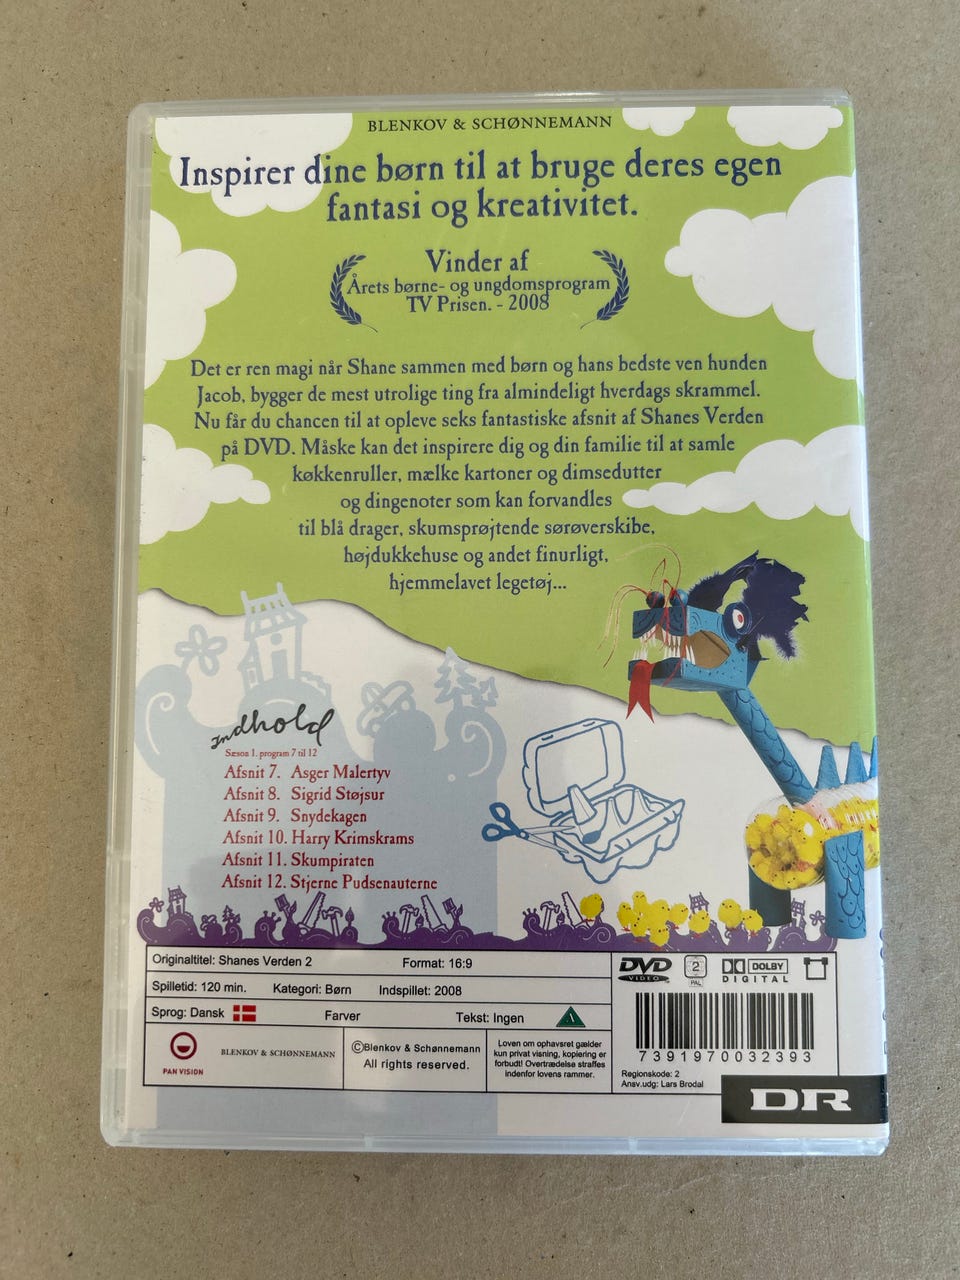 BLENKOV & SCHØNNEMANN
Inspirer dine børn til at bruge deres egen
fantasi og kreativitet.
Vinder af
Årets børne- og ungdomsprogram
TV Prisen. - 2008
Det er ren magi når Shane sammen med børn og hans bedste ven hunden
Jacob, bygger de mest utrolige ting fra almindeligt hverdags skrammel.
Nu får du chancen til at opleve seks fantastiske afsnit af Shanes Verden
på DVD. Måske kan det inspirere dig og din familie til at samle
køkkenruller, mælke kartoner og dimsedutter
og dingenoter som kan forvandles
til blå drager, skumsprøjtende sørøverskibe,
højdukkehuse og andet finurligt,
hjemmelavet legetøj...
Indhold
Sæson 1. program 7 til 12
Afsnit 7. Asger Malertyv
Afsnit 8. Sigrid Støjsur
Afsnit 9. Snydekagen
Afsnit 10. Harry Krimskrams
Afsnit 11. Skumpiraten
Afsnit 12. Stjerne Pudsenauterne
Originaltitel: Shanes Verden 2 Format: 16:9
Spilletid: 120 min. Kategori: Børn Indspillet: 2008
Sprog: Dansk Farver Tekst: Ingen A
PAN VISION
BLENKOV & SCHØNNEMANN
©Blenkov & Schønnemann
All rights reserved.
Loven om ophavsret gælder
kun privat visning, kopiering er
forbudt! Overtrædelse straffes
indenfor lovens rammer.
DVD VIDEO
2
PAL
DOLBY
DIGITAL
7391970032393
Regionskode: 2
Ansv.udg: Lars Brodal
DR